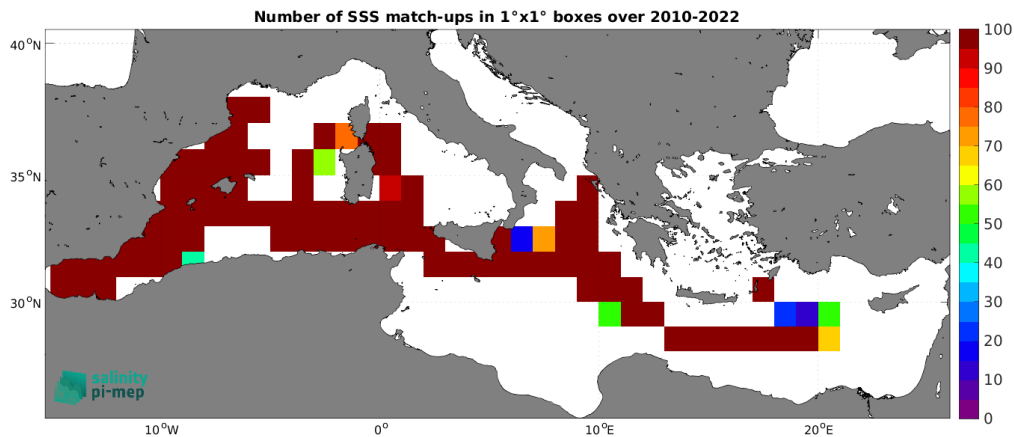 Number of SSS match-ups in 1°x1° boxes over 2010-2022
40°N
35°N
30°N
10°W
0°
10°E
20°E
100
90
80
70
60
50
40
30
20
10
0
salinity
pi-mep